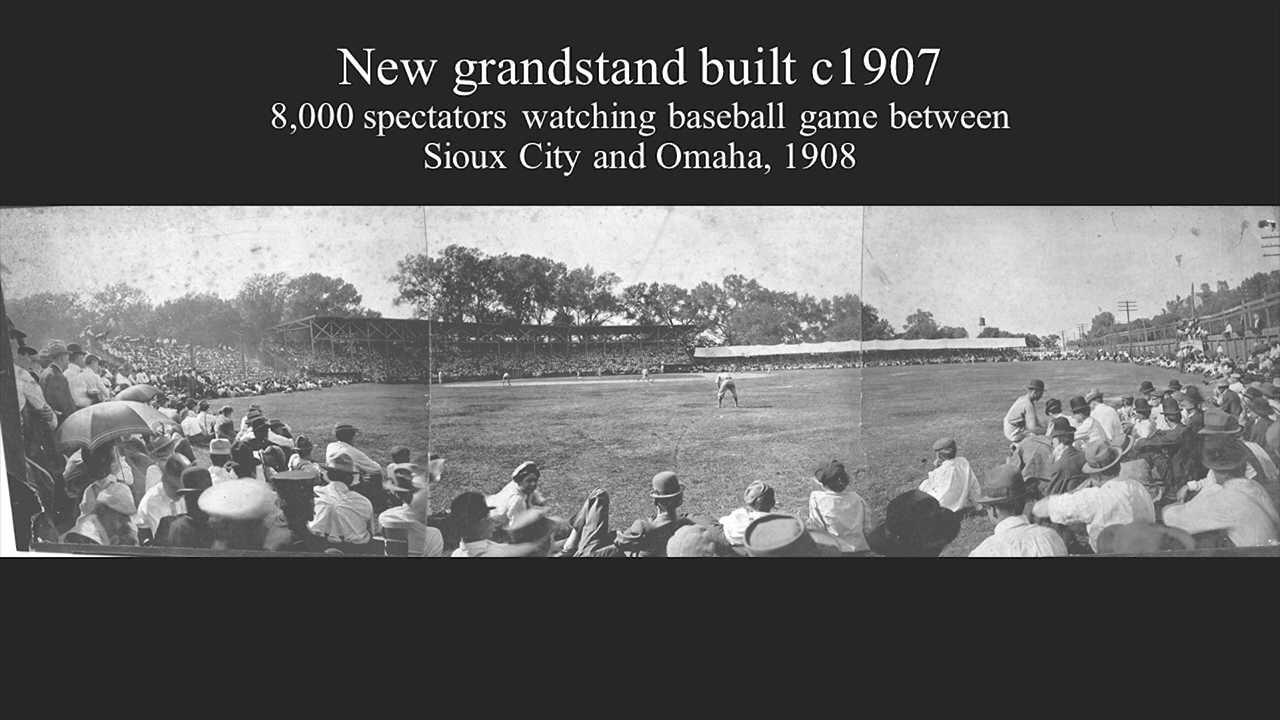 New grandstand built c1907
8,000 spectators watching baseball game between
Sioux City and Omaha, 1908